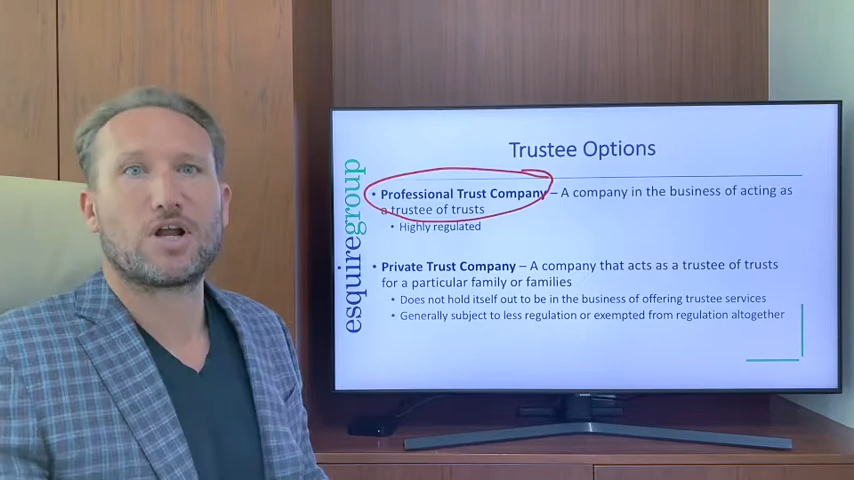 Trustee Options
esquiregroup
• Professional Trust Company – A company in the business of acting as
a trustee of trusts
• Highly regulated
• Private Trust Company – A company that acts as a trustee of trusts
for a particular family or families
• Does not hold itself out to be in the business of offering trustee services
• Generally subject to less regulation or exempted from regulation altogether